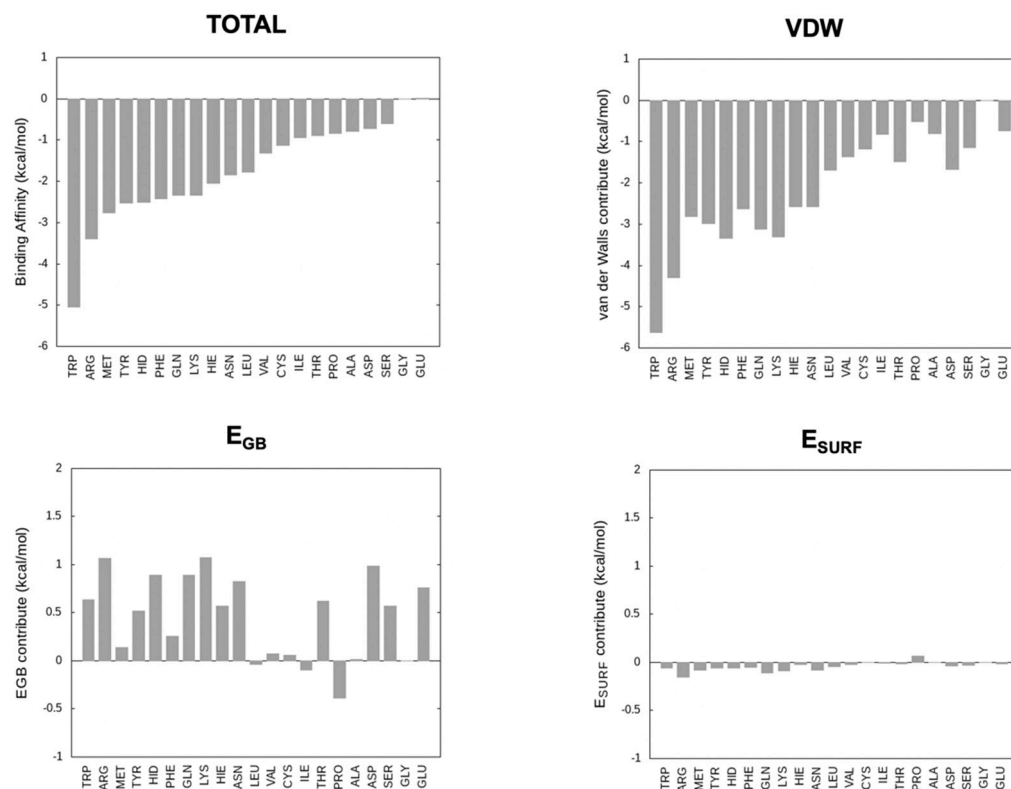 TOTAL
VDW
1
0
-1
-2
-3
-4
-5
-6
Binding Affinity (kcal/mol)
TRP ARG MET TYR HID PHE GLN LYS HIE ASN LEU VAL CYS ILE THR PRO ALA ASP SER GLY GLU
1
0
-1
-2
-3
-4
-5
-6
van der Walls contribute (kcal/mol)
TRP ARG MET TYR HID PHE GLN LYS HIE ASN LEU VAL CYS ILE THR PRO ALA ASP SER GLY GLU
E_GB
E_SURF
2
1.5
1
0.5
0
-0.5
-1
EGB contribute (kcal/mol)
TRP ARG MET TYR HID PHE GLN LYS HIE ASN LEU VAL CYS ILE THR PRO ALA ASP SER GLY GLU
2
1.5
1
0.5
0
-0.5
-1
E_SURF contribute (kcal/mol)
TRP ARG MET TYR HID PHE GLN LYS HIE ASN LEU VAL CYS ILE THR PRO ALA ASP SER GLY GLU